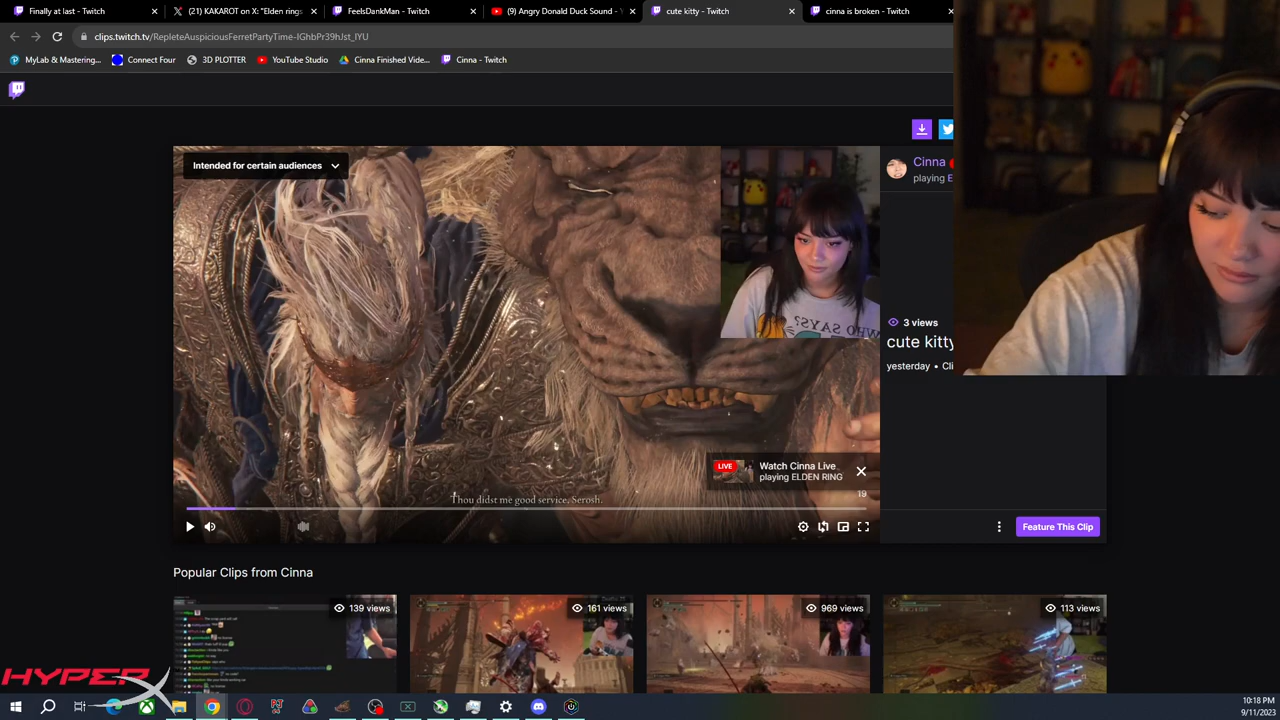 Finally at last - Twitch
(21) KAKAROT on X: "Elden rings
FeelsDankMan - Twitch
(9) Angry Donald Duck Sound - Y
cute kitty - Twitch
cinna is broken - Twitch
clips.twitch.tv/RepleteAuspiciousFerretPartyTime-IGhbPr39hJst_IYU
MyLab & Mastering...
Connect Four
3D PLOTTER
YouTube Studio
Cinna Finished Vide...
Cinna - Twitch
Intended for certain audiences
Cinna
playing E
WHO SAYS?
3 views
cute kitty
yesterday • Cli
LIVE
Watch Cinna Live
playing ELDEN RING
19
Thou didst me good service, Serosh.
Feature This Clip
Popular Clips from Cinna
139 views
161 views
969 views
113 views
HYPERX
10:18 PM
9/11/2023